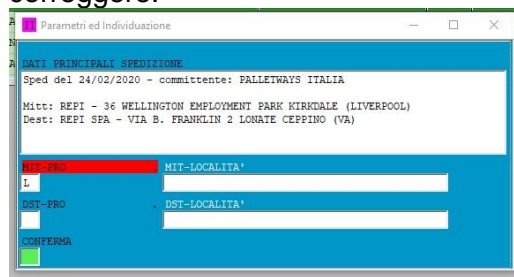 correggere:
Parametri ed Individuazione
DATI PRINCIPALI SPEDIZIONE
Sped del 24/02/2020 - committente: PALLETWAYS ITALIA
Mitt: REPI - 36 WELLINGTON EMPLOYMENT PARK KIRKDALE (LIVERPOOL)
Dest: REPI SPA - VIA B. FRANKLIN 2 LONATE CEPPINO (VA)
MIT-PRO MIT-LOCALITA'
L
DST-PRO . DST-LOCALITA'
CONFERMA